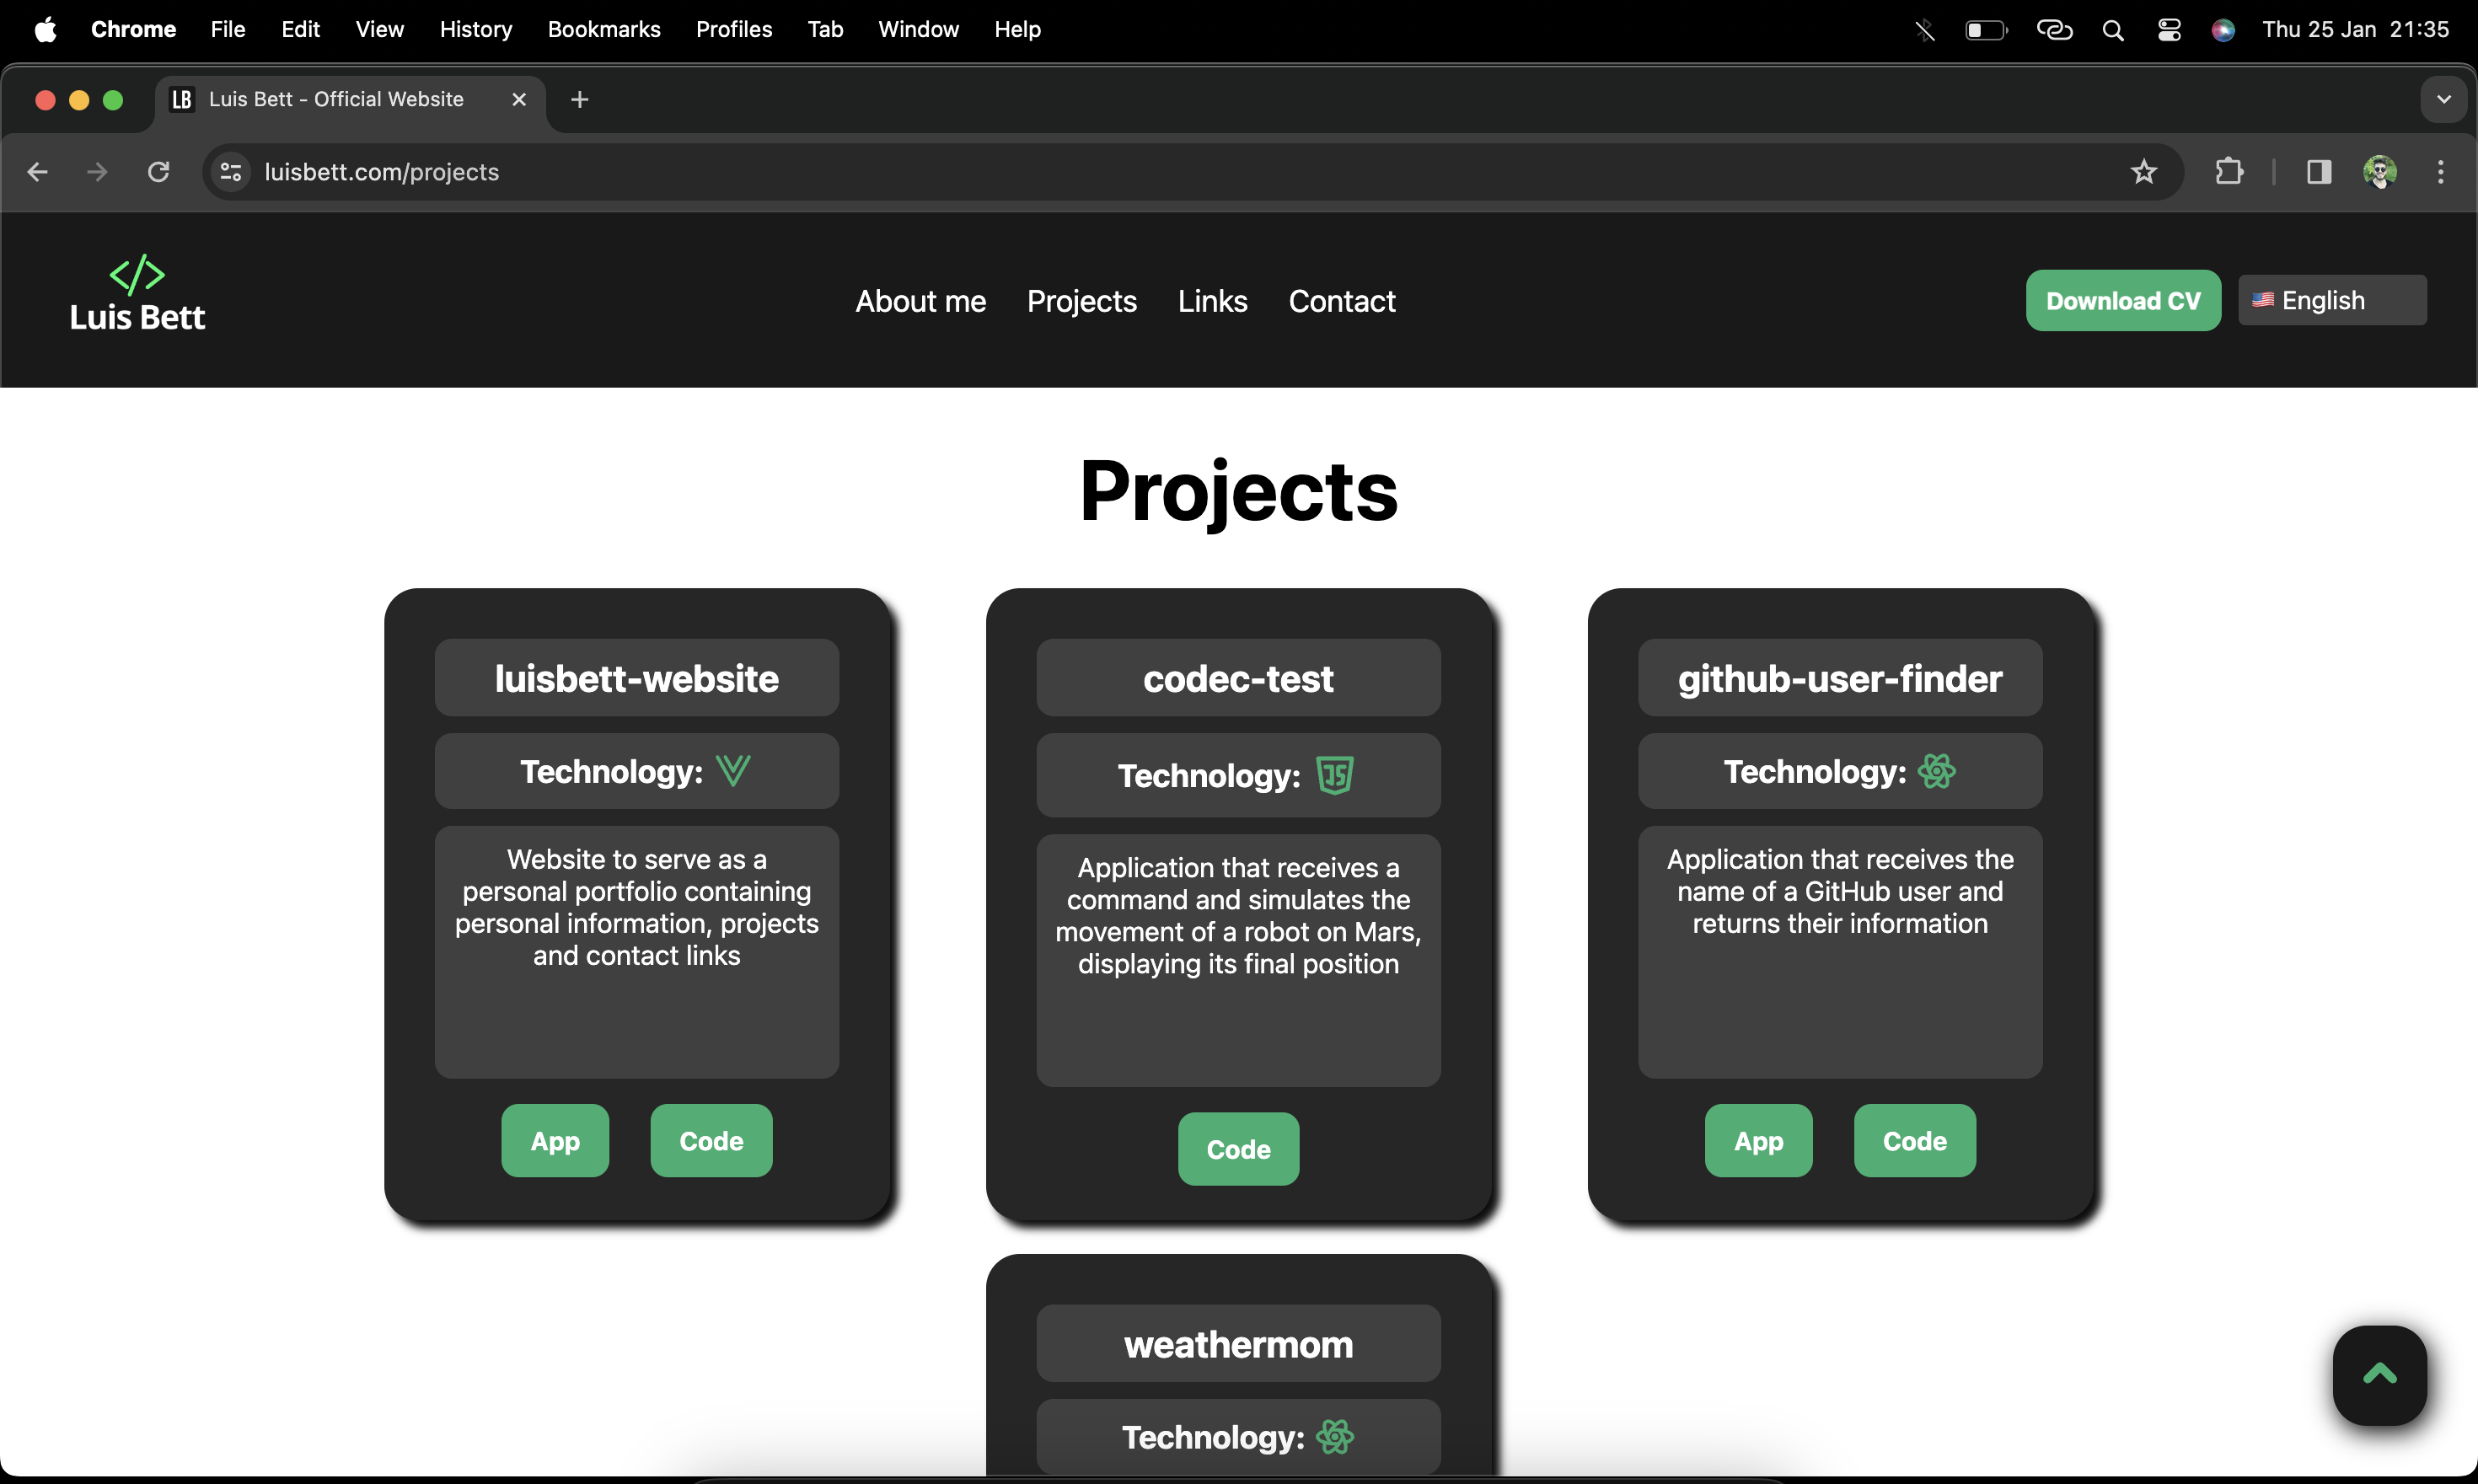 Chrome File Edit View History Bookmarks Profiles Tab Window Help Thu 25 Jan 21:35
LB Luis Bett - Official Website
luisbett.com/projects
</>
Luis Bett
About me Projects Links Contact
Download CV
English
Projects
luisbett-website
Technology:
Website to serve as a
personal portfolio containing
personal information, projects
and contact links
App Code
codec-test
Technology: JS
Application that receives a
command and simulates the
movement of a robot on Mars,
displaying its final position
Code
github-user-finder
Technology:
Application that receives the
name of a GitHub user and
returns their information
App Code
weathermom
Technology: